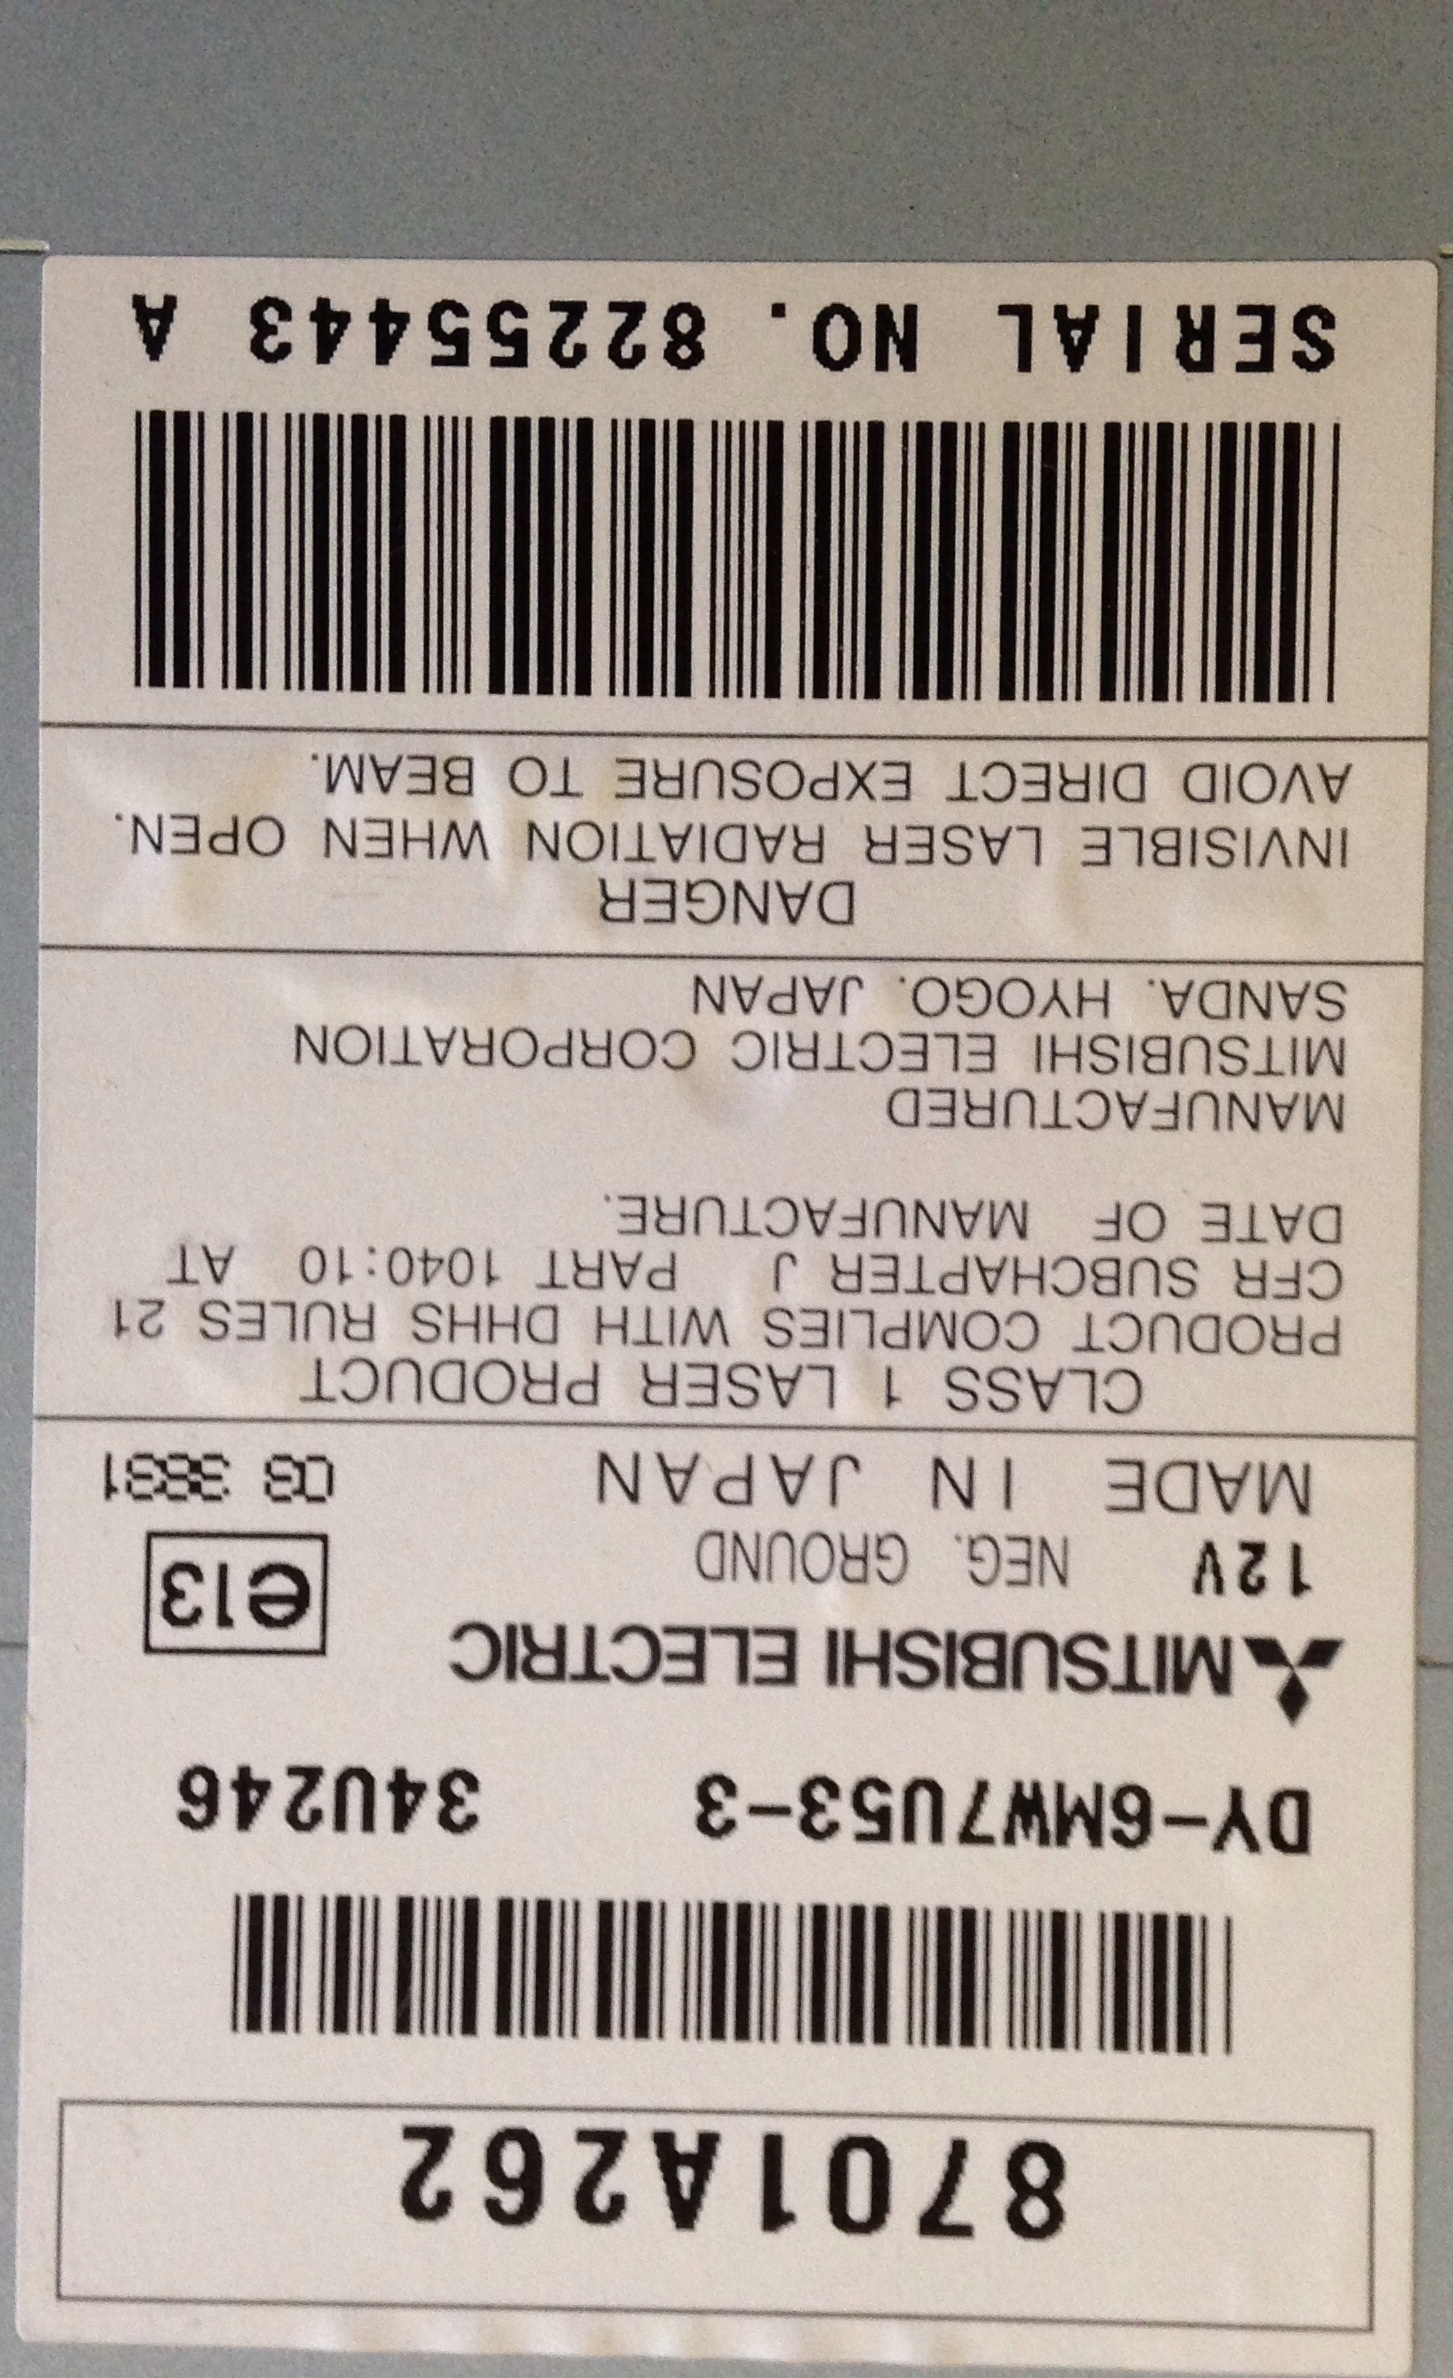 8701A262
DY-6MW7U53-3 34U246
MITSUBISHI ELECTRIC
12V NEG. GROUND e13
MADE IN JAPAN 03 3831
CLASS 1 LASER PRODUCT
PRODUCT COMPLIES WITH DHHS RULES 21
CFR SUBCHAPTER J PART 1040:10 AT
DATE OF MANUFACTURE.
MANUFACTURED
MITSUBISHI ELECTRIC CORPORATION
SANDA. HYOGO. JAPAN
DANGER
INVISIBLE LASER RADIATION WHEN OPEN.
AVOID DIRECT EXPOSURE TO BEAM.
SERIAL NO. 82255443 A